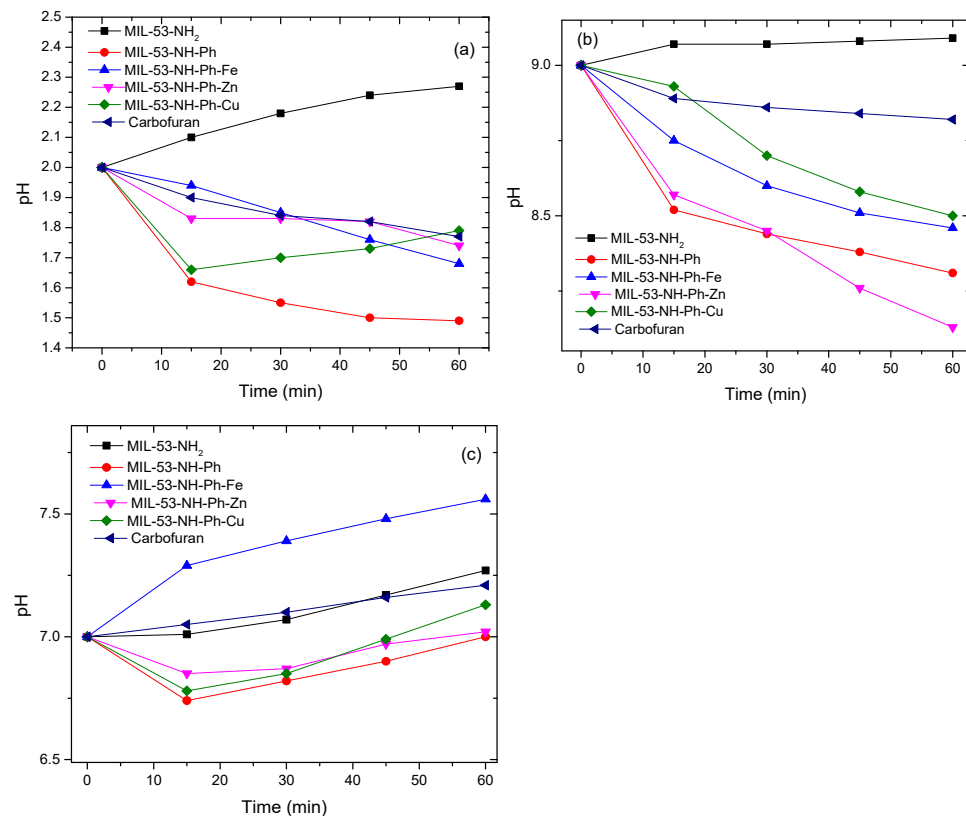 (a)
MIL-53-NH₂
MIL-53-NH-Ph
MIL-53-NH-Ph-Fe
MIL-53-NH-Ph-Zn
MIL-53-NH-Ph-Cu
Carbofuran
2.5
2.4
2.3
2.2
2.1
2.0
1.9
1.8
1.7
1.6
1.5
1.4
pH
0 10 20 30 40 50 60
Time (min)
(b)
9.0
8.5
pH
MIL-53-NH₂
MIL-53-NH-Ph
MIL-53-NH-Ph-Fe
MIL-53-NH-Ph-Zn
MIL-53-NH-Ph-Cu
Carbofuran
0 10 20 30 40 50 60
Time (min)
(c)
MIL-53-NH₂
MIL-53-NH-Ph
MIL-53-NH-Ph-Fe
MIL-53-NH-Ph-Zn
MIL-53-NH-Ph-Cu
Carbofuran
7.5
7.0
6.5
pH
0 10 20 30 40 50 60
Time (min)